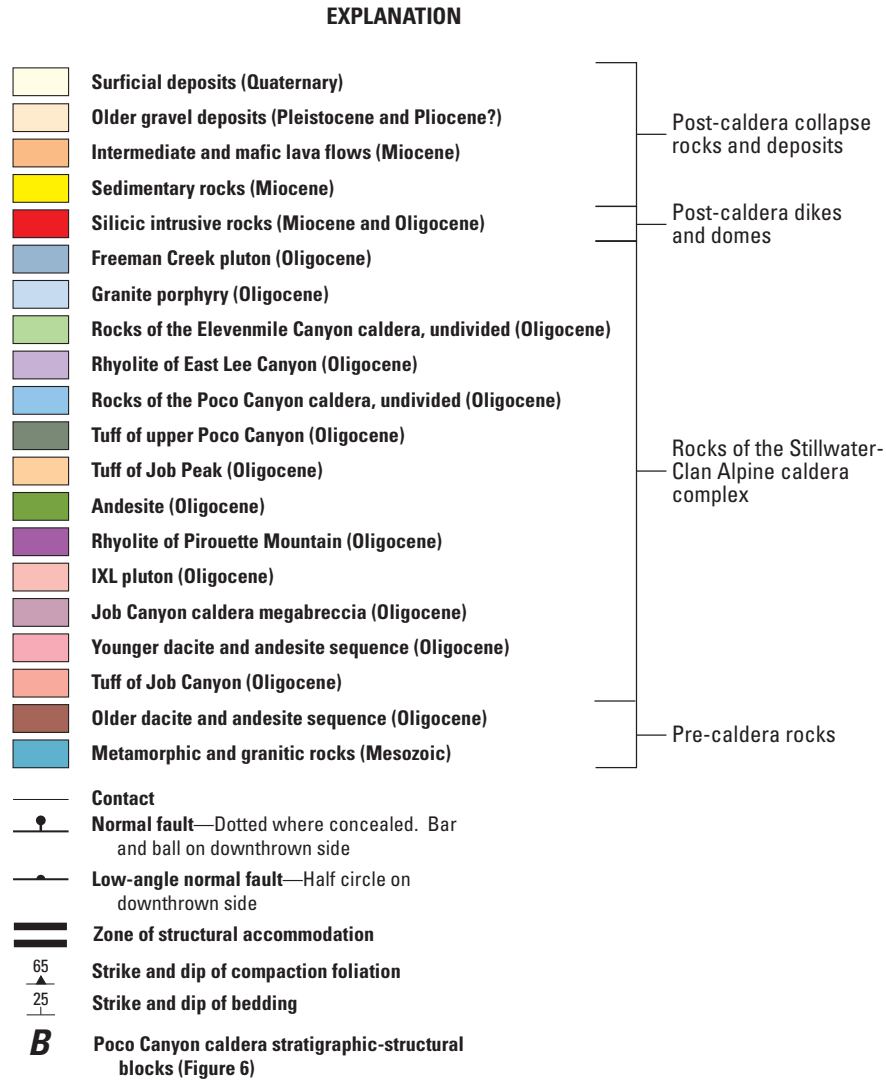 EXPLANATION
Surficial deposits (Quaternary)
Older gravel deposits (Pleistocene and Pliocene?)
Intermediate and mafic lava flows (Miocene)
Sedimentary rocks (Miocene)
Post-caldera collapse
rocks and deposits
Silicic intrusive rocks (Miocene and Oligocene)
Post-caldera dikes
and domes
Freeman Creek pluton (Oligocene)
Granite porphyry (Oligocene)
Rocks of the Elevenmile Canyon caldera, undivided (Oligocene)
Rhyolite of East Lee Canyon (Oligocene)
Rocks of the Poco Canyon caldera, undivided (Oligocene)
Tuff of upper Poco Canyon (Oligocene)
Tuff of Job Peak (Oligocene)
Andesite (Oligocene)
Rhyolite of Pirouette Mountain (Oligocene)
IXL pluton (Oligocene)
Job Canyon caldera megabreccia (Oligocene)
Younger dacite and andesite sequence (Oligocene)
Tuff of Job Canyon (Oligocene)
Rocks of the Stillwater-
Clan Alpine caldera
complex
Older dacite and andesite sequence (Oligocene)
Metamorphic and granitic rocks (Mesozoic)
Pre-caldera rocks
Contact
Normal fault—Dotted where concealed. Bar
and ball on downthrown side
Low-angle normal fault—Half circle on
downthrown side
Zone of structural accommodation
65
Strike and dip of compaction foliation
25
Strike and dip of bedding
B
Poco Canyon caldera stratigraphic-structural
blocks (Figure 6)